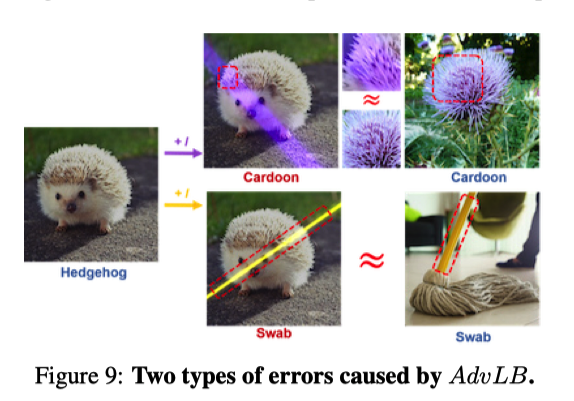 + l
Cardoon
Cardoon
+ l
Hedgehog
Swab
Swab
Figure 9: Two types of errors caused by AdvLB.